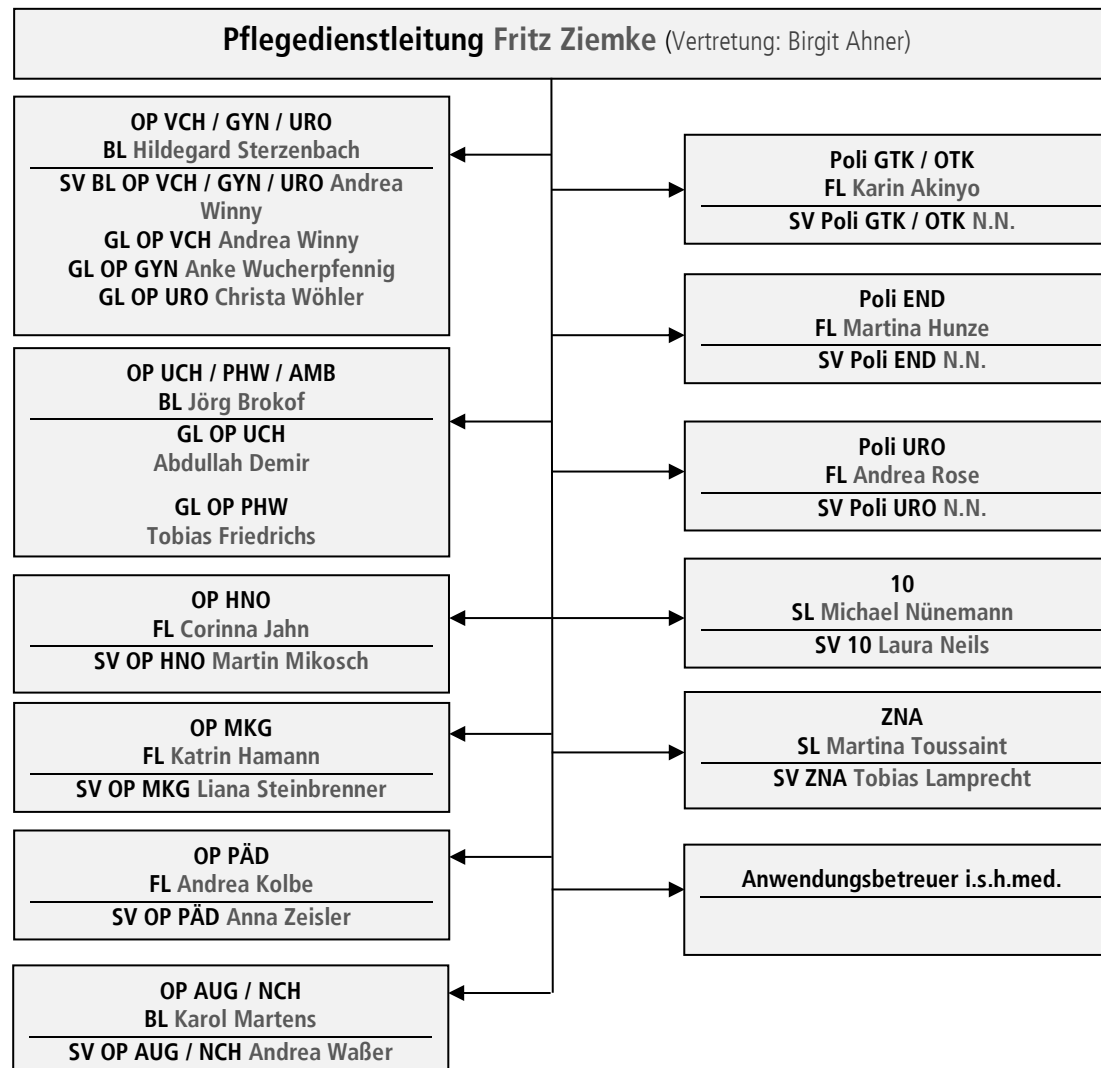 Pflegedienstleitung Fritz Ziemke (Vertretung: Birgit Ahner)
OP VCH / GYN / URO
BL Hildegard Sterzenbach
SV BL OP VCH / GYN / URO Andrea
Winny
GL OP VCH Andrea Winny
GL OP GYN Anke Wucherpfennig
GL OP URO Christa Wöhler
OP UCH / PHW / AMB
BL Jörg Brokof
GL OP UCH
Abdullah Demir
GL OP PHW
Tobias Friedrichs
OP HNO
FL Corinna Jahn
SV OP HNO Martin Mikosch
OP MKG
FL Katrin Hamann
SV OP MKG Liana Steinbrenner
OP PÄD
FL Andrea Kolbe
SV OP PÄD Anna Zeisler
OP AUG / NCH
BL Karol Martens
SV OP AUG / NCH Andrea Waßer
Poli GTK / OTK
FL Karin Akinyo
SV Poli GTK / OTK N.N.
Poli END
FL Martina Hunze
SV Poli END N.N.
Poli URO
FL Andrea Rose
SV Poli URO N.N.
10
SL Michael Nünemann
SV 10 Laura Neils
ZNA
SL Martina Toussaint
SV ZNA Tobias Lamprecht
Anwendungsbetreuer i.s.h.med.